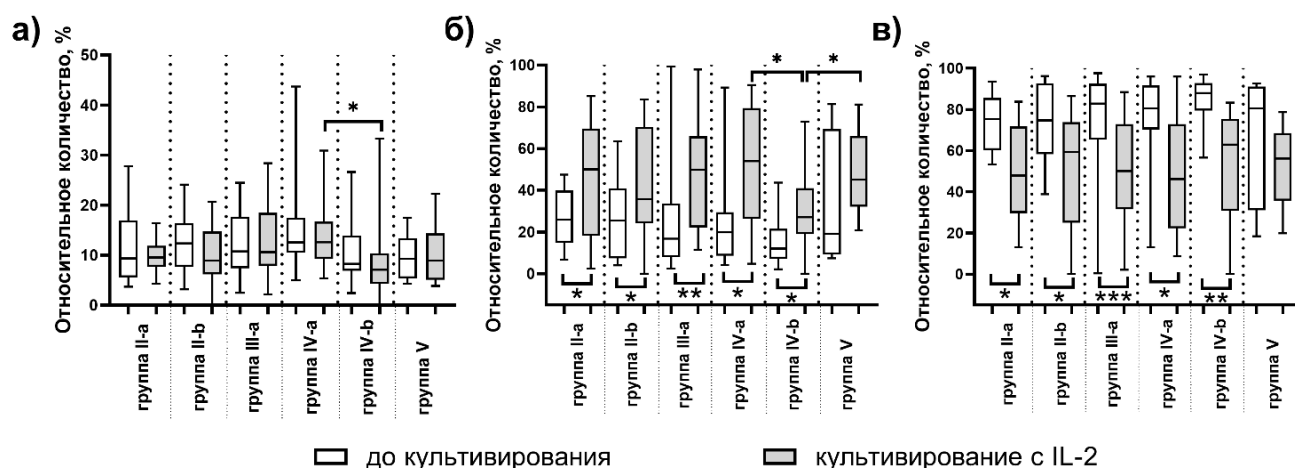 а)
Относительное количество, %
50
40
30
20
10
0
*
группа II-a
группа II-b
группа III-a
группа IV-a
группа IV-b
группа V
б)
Относительное количество, %
100
80
60
40
20
0
*
*
*
*
**
*
*
группа II-a
группа II-b
группа III-a
группа IV-a
группа IV-b
группа V
в)
Относительное количество, %
100
80
60
40
20
0
*
*
***
*
**
группа II-a
группа II-b
группа III-a
группа IV-a
группа IV-b
группа V
до культивирования
культивирование с IL-2